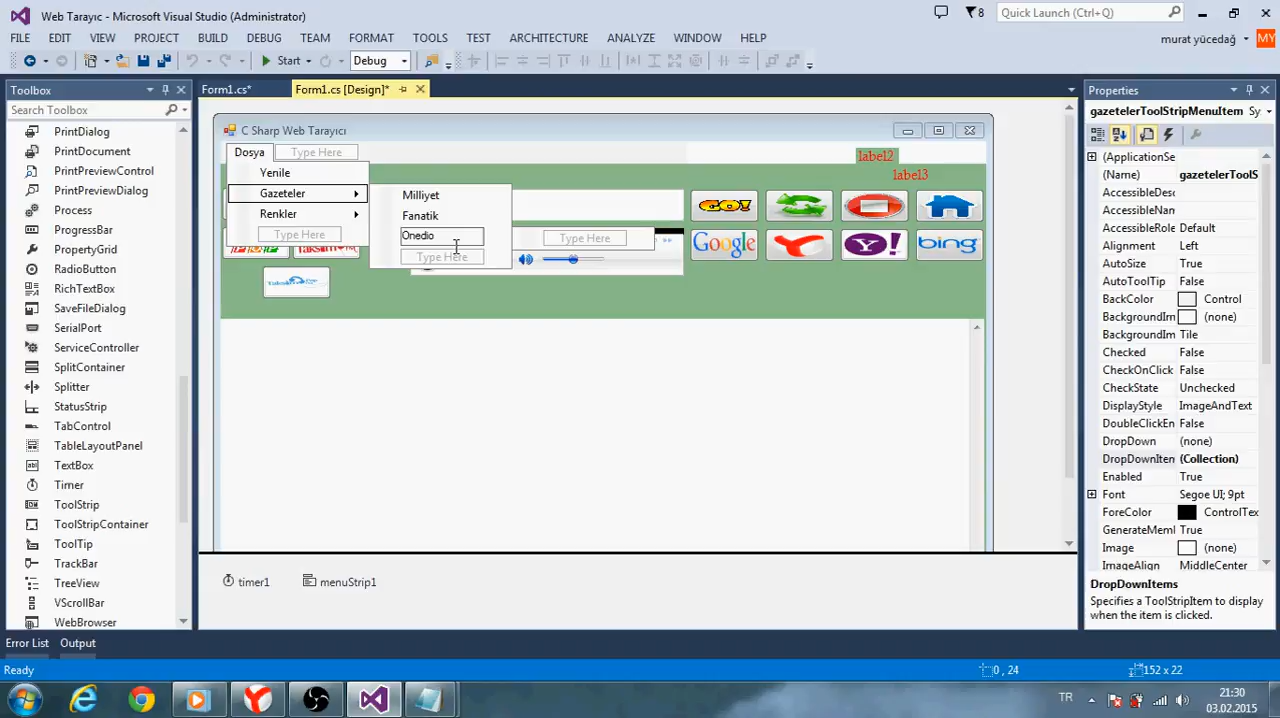 Web Tarayıc - Microsoft Visual Studio (Administrator)
8
Quick Launch (Ctrl+Q)
FILE EDIT VIEW PROJECT BUILD DEBUG TEAM FORMAT TOOLS TEST ARCHITECTURE ANALYZE WINDOW HELP
murat yücedağ
MY
Start
Debug
Toolbox
Form1.cs*
Form1.cs [Design]*
Properties
Search Toolbox
gazetelerToolStripMenuItem Sy
PrintDialog
PrintDocument
PrintPreviewControl
PrintPreviewDialog
Process
ProgressBar
PropertyGrid
RadioButton
RichTextBox
SaveFileDialog
SerialPort
ServiceController
SplitContainer
Splitter
StatusStrip
TabControl
TableLayoutPanel
TextBox
Timer
ToolStrip
ToolStripContainer
ToolTip
TrackBar
TreeView
VScrollBar
WebBrowser
C Sharp Web Tarayıcı
Dosya
Type Here
label2
label3
Yenile
Gazeteler
Renkler
Type Here
Milliyet
Fanatik
Onedio
Type Here
Type Here
GO!
Google
Y!
bing
timer1
menuStrip1
(ApplicationSe
(Name) gazetelerToolS
AccessibleDesc
AccessibleNam
AccessibleRole Default
Alignment Left
AutoSize True
AutoToolTip False
BackColor Control
BackgroundIm (none)
BackgroundIm Tile
Checked False
CheckOnClick False
CheckState Unchecked
DisplayStyle ImageAndText
DoubleClickEn False
DropDown (none)
DropDownIten (Collection)
Enabled True
Font Segoe UI; 9pt
ForeColor ControlTex
GenerateMeml True
Image (none)
ImageAlign MiddleCenter
DropDownItems
Specifies a ToolStripItem to display
when the item is clicked.
Error List Output
Ready
0 , 24
152 x 22
TR
21:30
03.02.2015